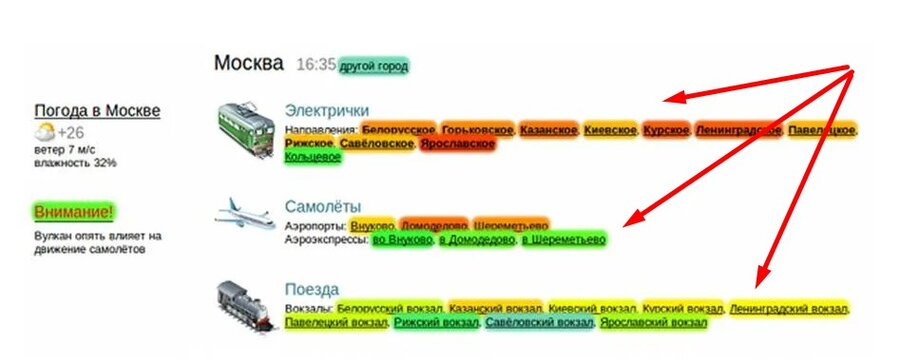 Москва 16:35 другой город
Погода в Москве
+26
ветер 7 м/с
влажность 32%
Электрички
Направления: Белорусское, Горьковское, Казанское, Киевское, Курское, Ленинградское, Павелецкое,
Рижское, Савёловское, Ярославское
Кольцевое
Внимание!
Вулкан опять влияет на
движение самолётов
Самолёты
Аэропорты: Внуково, Домодедово, Шереметьево
Аэроэкспрессы: во Внуково, в Домодедово, в Шереметьево
Поезда
Вокзалы: Белорусский вокзал, Казанский вокзал, Киевский вокзал, Курский вокзал, Ленинградский вокзал,
Павелецкий вокзал, Рижский вокзал, Савёловский вокзал, Ярославский вокзал